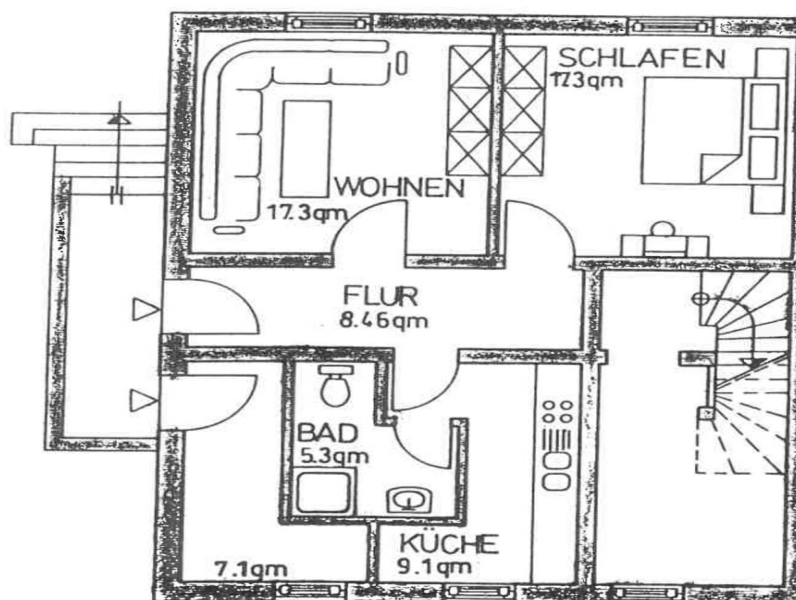 SCHLAFEN
17.3qm
WOHNEN
17.3qm
FLUR
8.46qm
BAD
5.3qm
KÜCHE
9.1qm
7.1qm